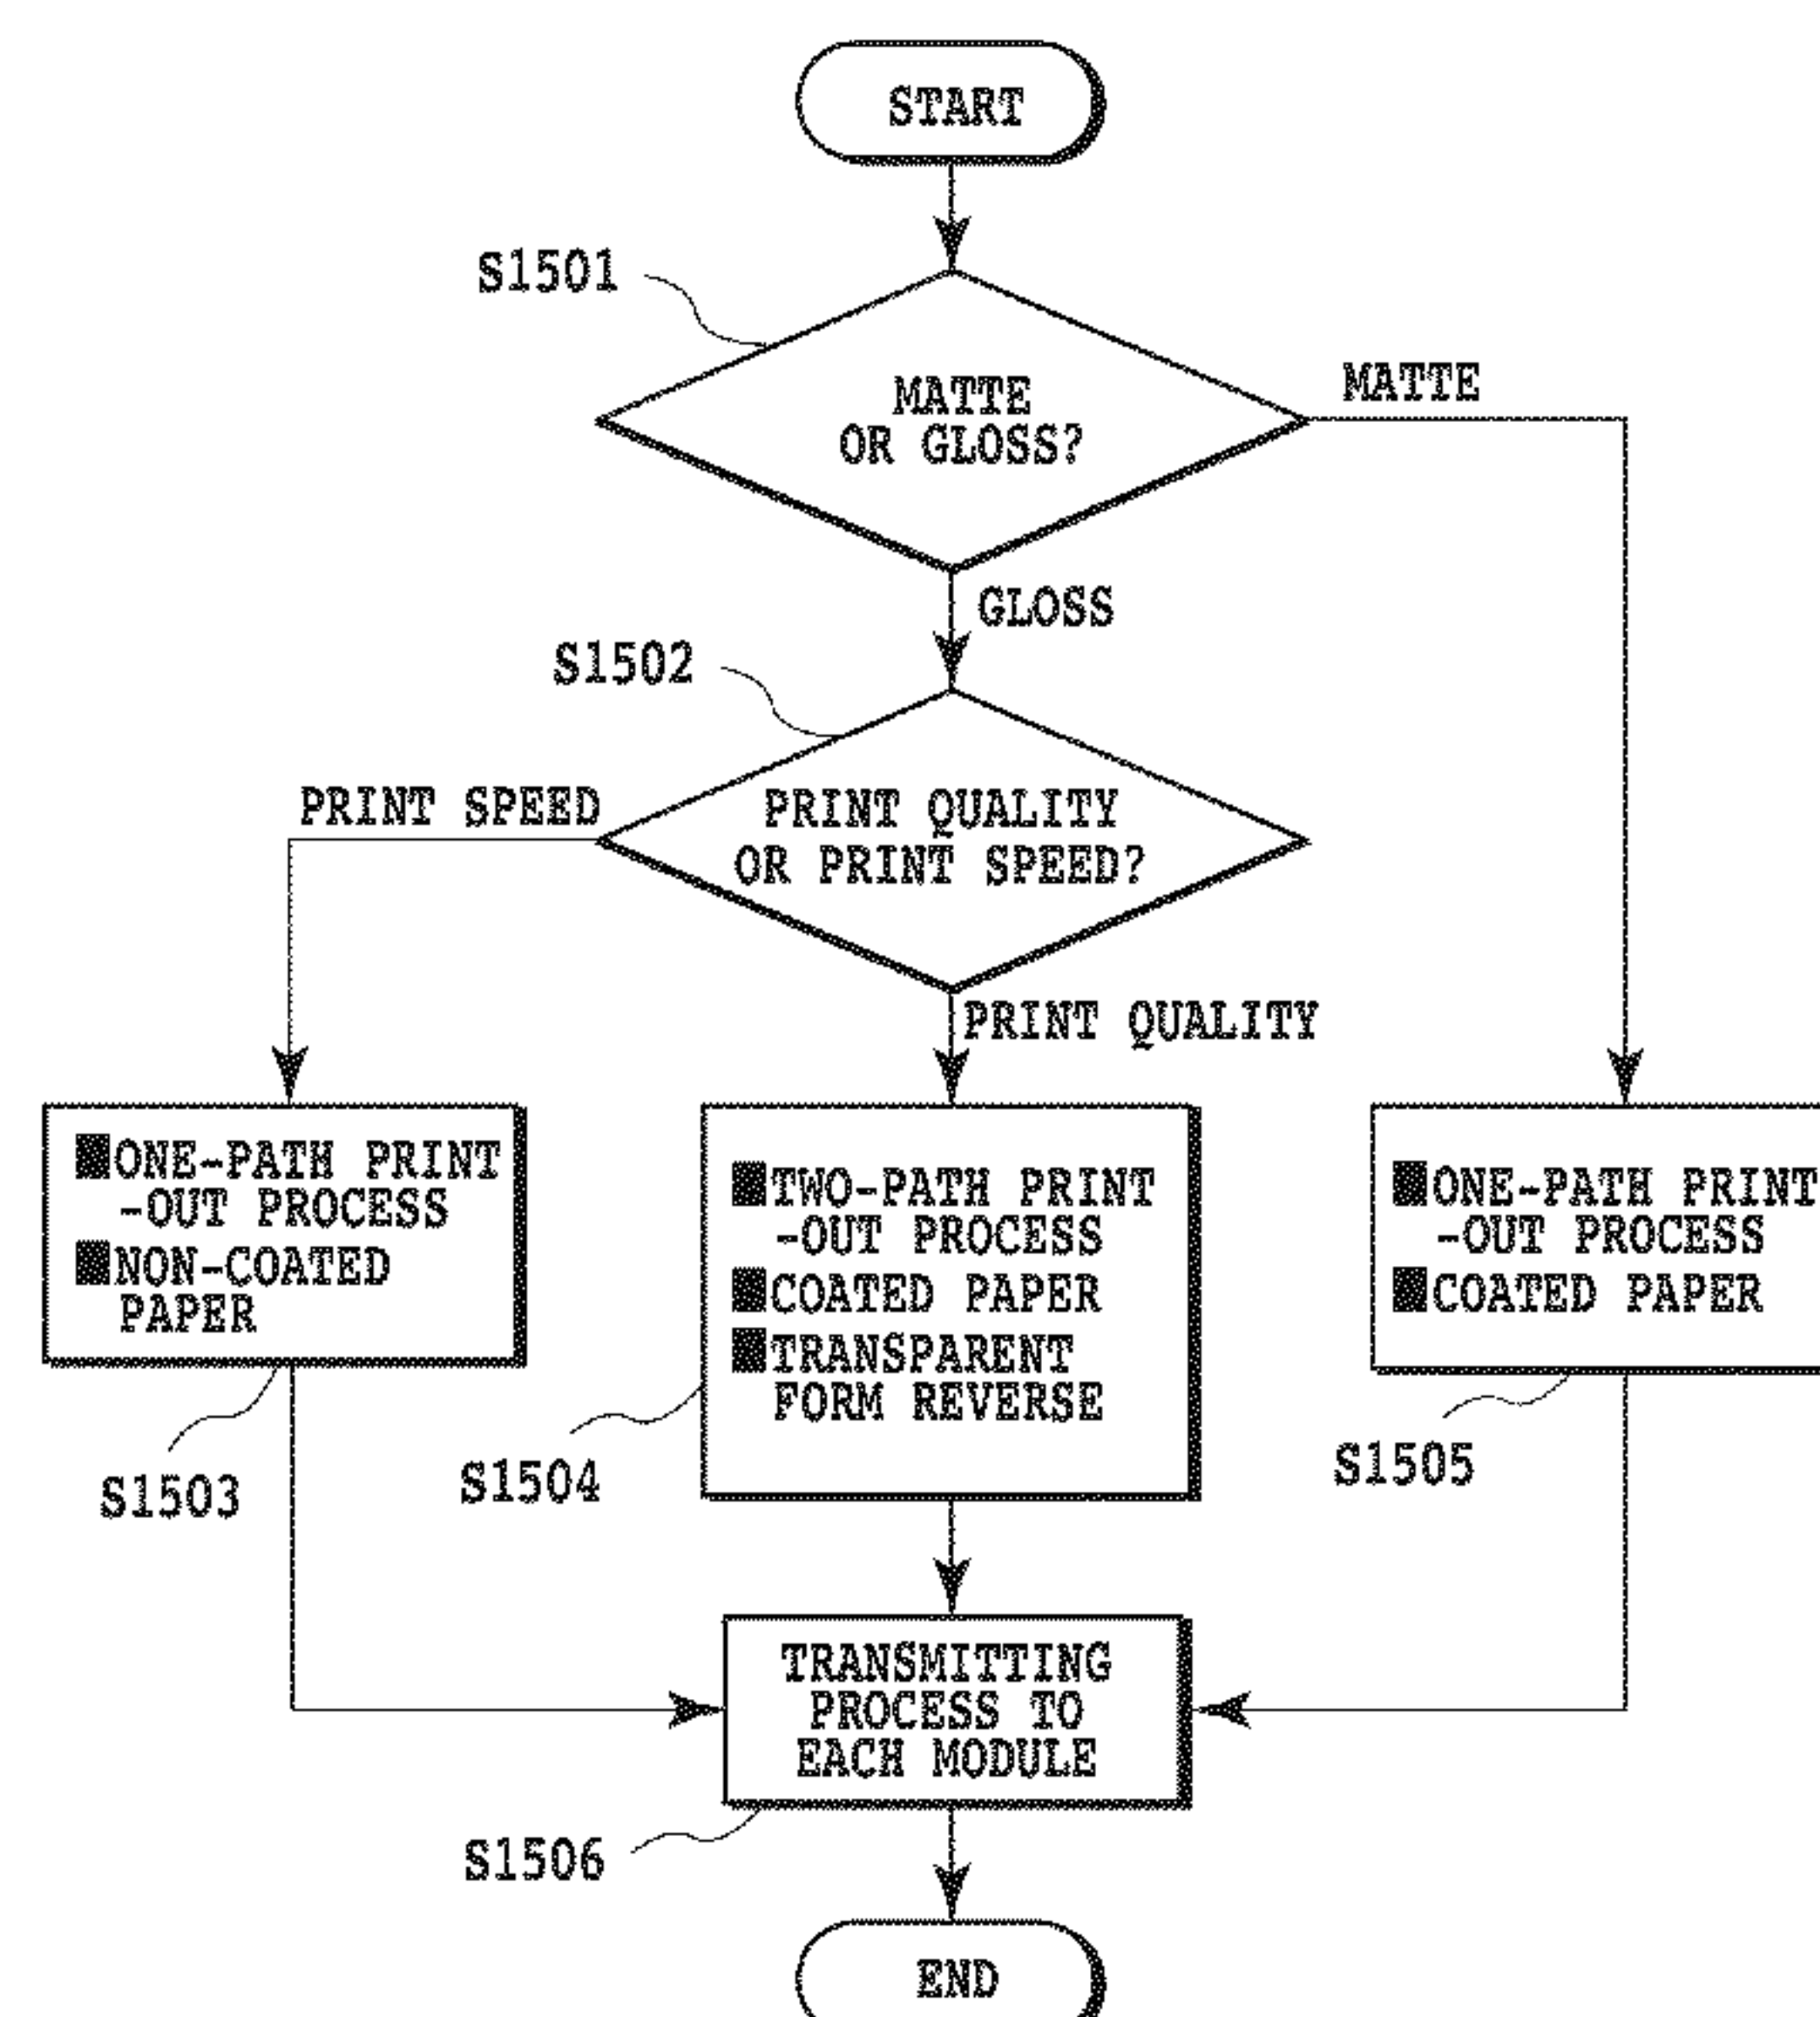 START
S1501
MATTE
OR GLOSS?
MATTE
GLOSS
S1502
PRINT SPEED
PRINT QUALITY
OR PRINT SPEED?
PRINT QUALITY
■ONE-PATH PRINT
-OUT PROCESS
■NON-COATED
PAPER
■TWO-PATH PRINT
-OUT PROCESS
■COATED PAPER
■TRANSPARENT
FORM REVERSE
■ONE-PATH PRINT
-OUT PROCESS
■COATED PAPER
S1503
S1504
S1505
TRANSMITTING
PROCESS TO
EACH MODULE
S1506
END